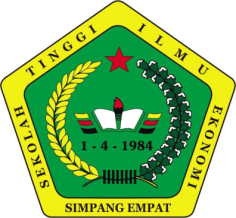 SEKOLAH TINGGI ILMU EKONOMI
1 - 4 - 1984
SIMPANG EMPAT